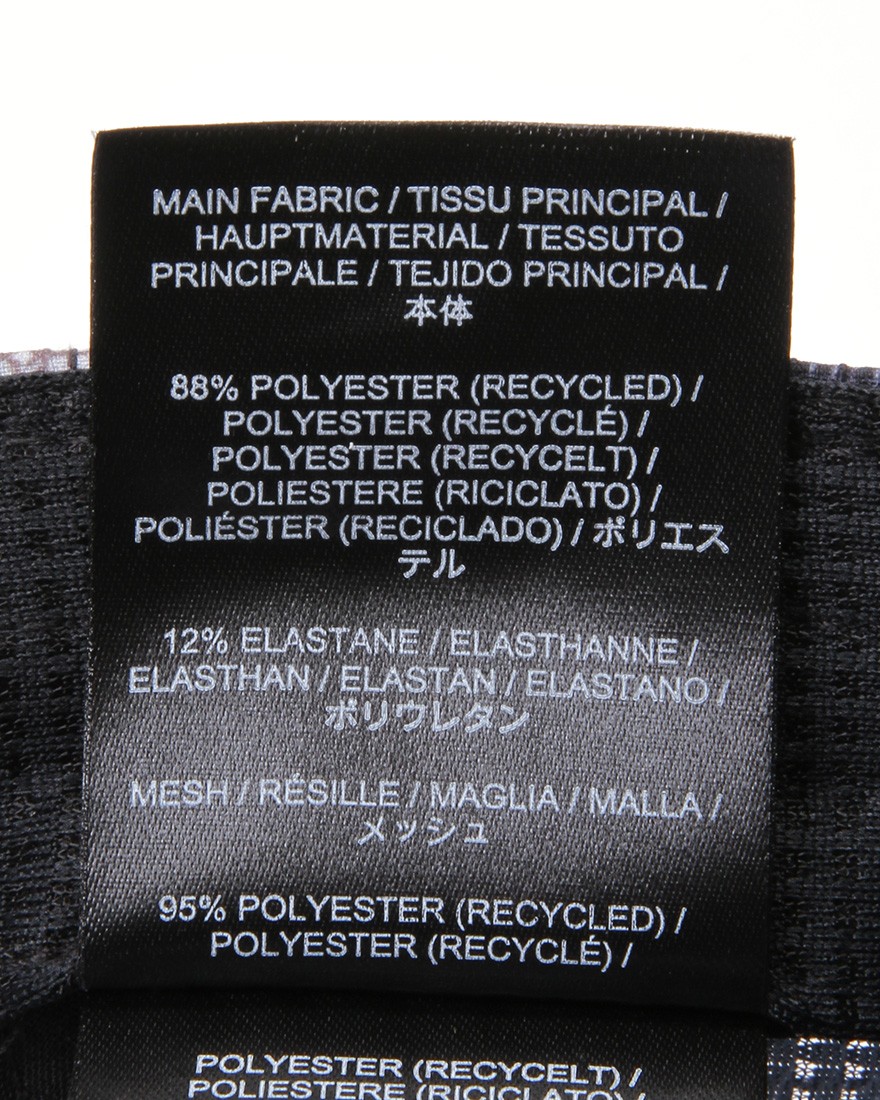 MAIN FABRIC / TISSU PRINCIPAL /
HAUPTMATERIAL / TESSUTO
PRINCIPALE / TEJIDO PRINCIPAL /
本体
88% POLYESTER (RECYCLED) /
POLYESTER (RECYCLÉ) /
POLYESTER (RECYCELT) /
POLIESTERE (RICICLATO) /
POLIÉSTER (RECICLADO) / ポリエス
テル
12% ELASTANE / ELASTHANNE /
ELASTHAN / ELASTAN / ELASTANO /
ポリウレタン
MESH / RÉSILLE / MAGLIA / MALLA /
メッシュ
95% POLYESTER (RECYCLED) /
POLYESTER (RECYCLÉ) /
POLYESTER (RECYCELT) /
POLIESTERE (RICICLATO) /